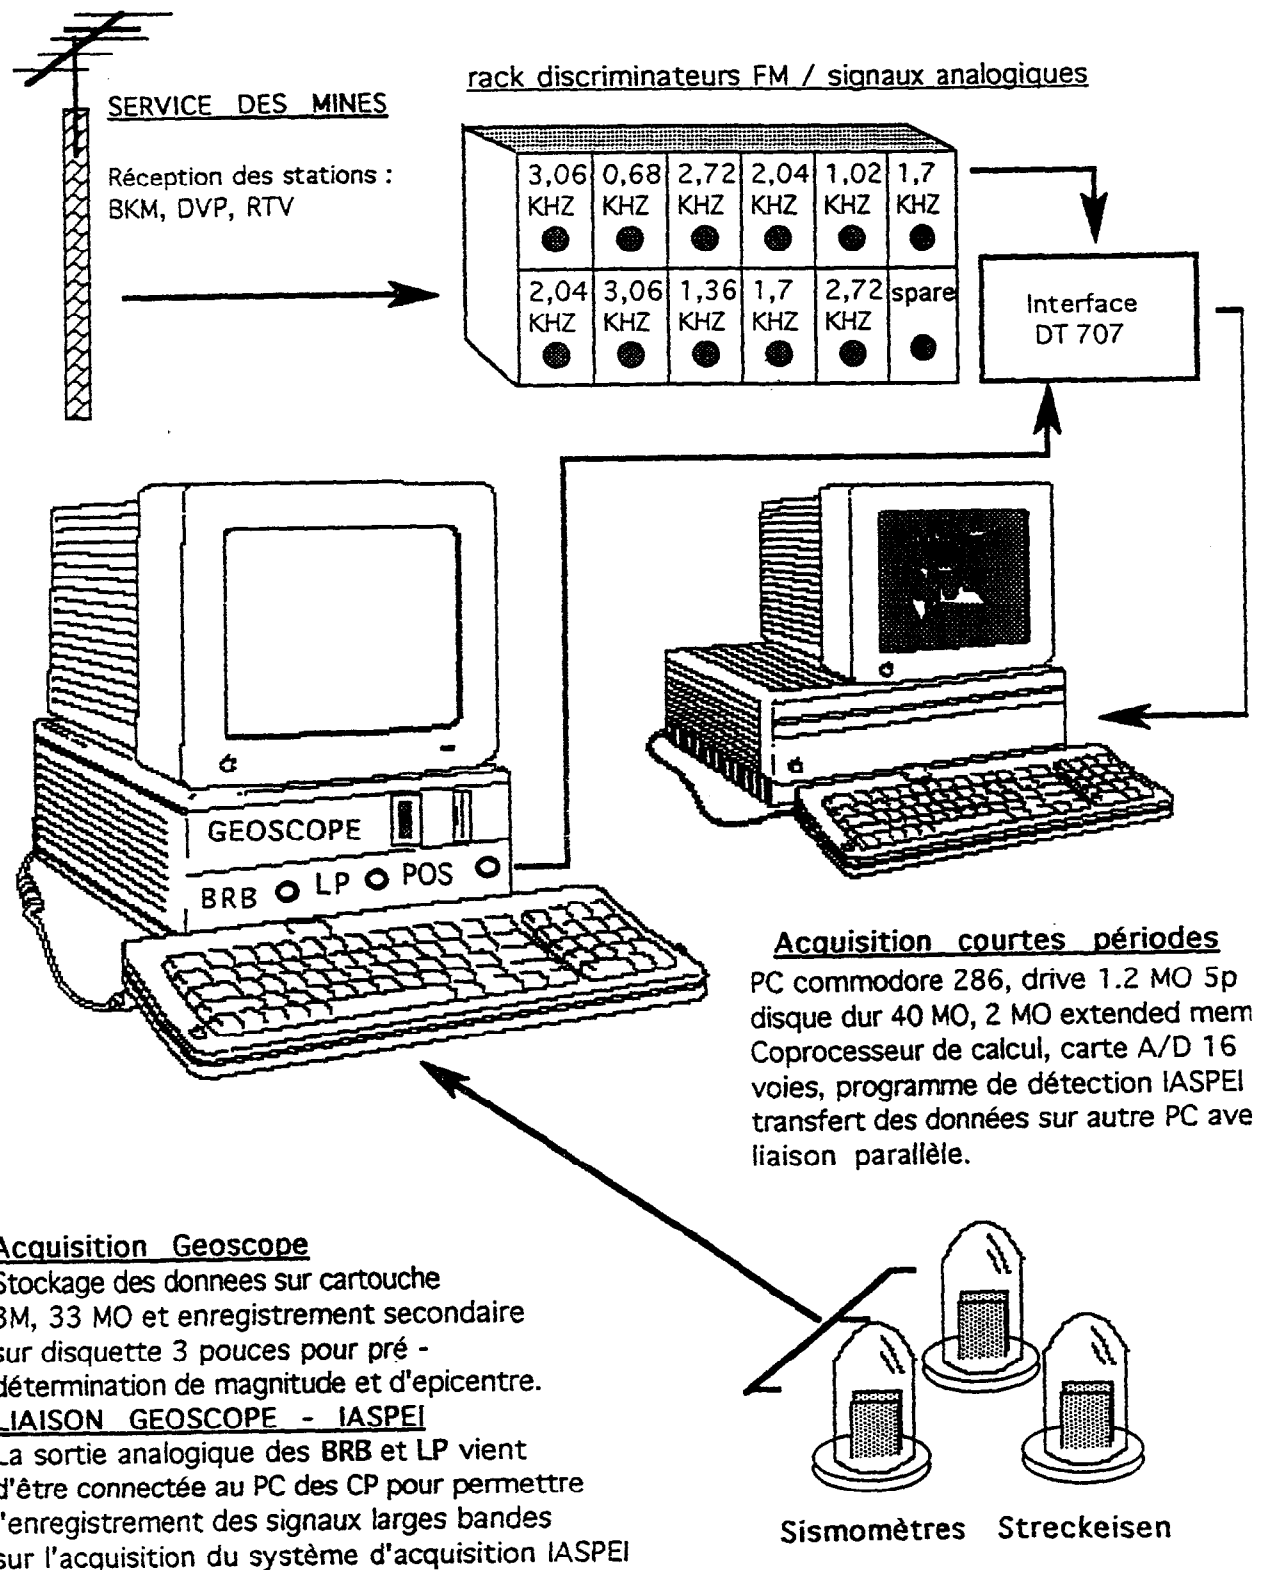 SERVICE DES MINES
Réception des stations :
BKM, DVP, RTV
rack discriminateurs FM / signaux analogiques
3,06 0,68 2,72 2,04 1,02 1,7
KHZ KHZ KHZ KHZ KHZ KHZ
2,04 3,06 1,36 1,7 2,72 spare
KHZ KHZ KHZ KHZ KHZ
Interface
DT 707
GEOSCOPE
BRB LP POS
Acquisition courtes périodes
PC commodore 286, drive 1.2 MO 5p
disque dur 40 MO, 2 MO extended mem
Coprocesseur de calcul, carte A/D 16
voies, programme de détection IASPEI
transfert des données sur autre PC ave
liaison parallèle.
Acquisition Geoscope
Stockage des donnees sur cartouche
3M, 33 MO et enregistrement secondaire
sur disquette 3 pouces pour pré -
détermination de magnitude et d'epicentre.
LIAISON GEOSCOPE - IASPEI
La sortie analogique des BRB et LP vient
d'être connectée au PC des CP pour permettre
l'enregistrement des signaux larges bandes
sur l'acquisition du système d'acquisition IASPEI
Sismomètres Streckeisen